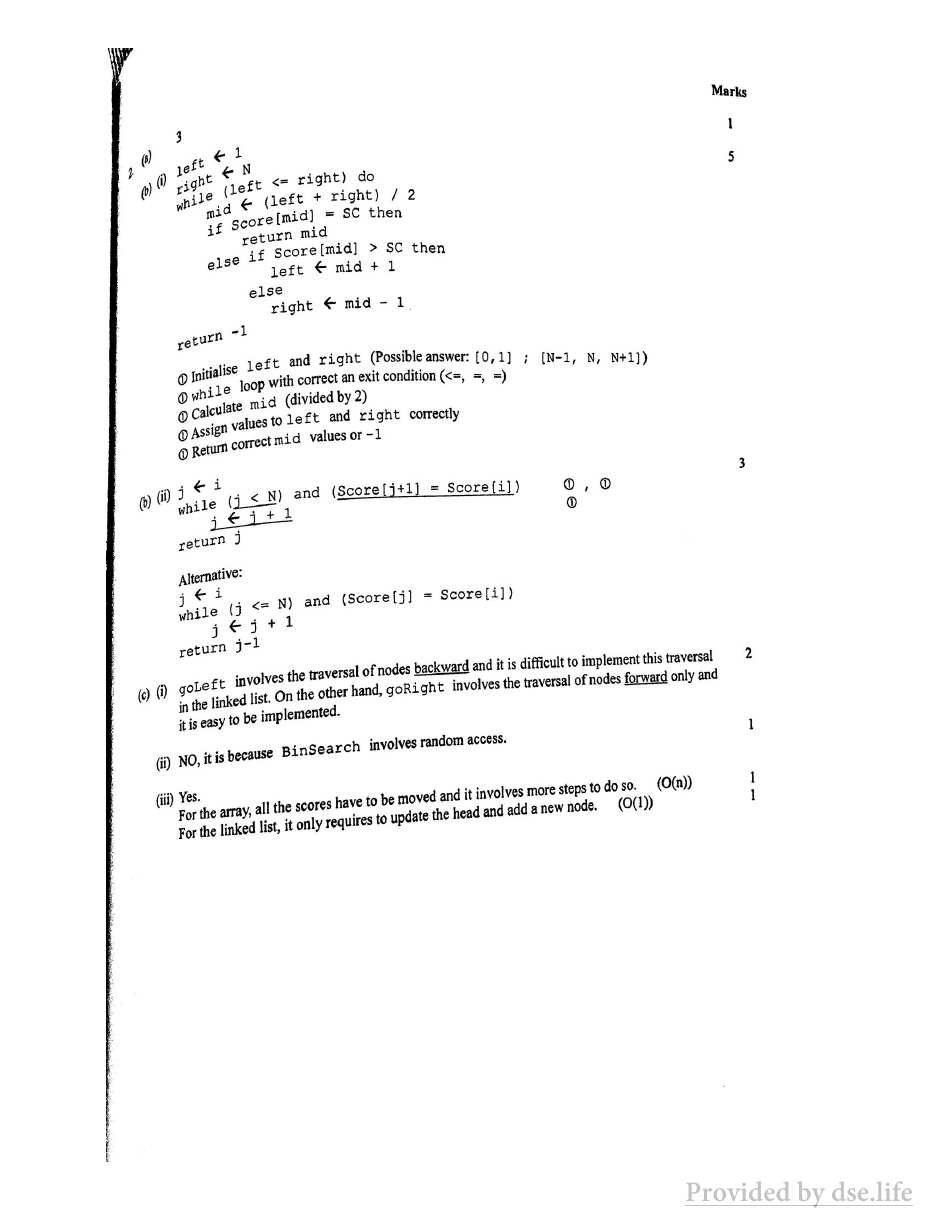 Marks
2 (a) 3 1
(b) (i) left ← 1 5
right ← N
while (left <= right) do
mid ← (left + right) / 2
if Score[mid] = SC then
return mid
else if Score[mid] > SC then
left ← mid + 1
else
right ← mid - 1
return -1
① Initialise left and right (Possible answer: [0,1] ; [N-1, N, N+1])
① while loop with correct an exit condition (<=, =, =)
① Calculate mid (divided by 2)
① Assign values to left and right correctly
① Return correct mid values or -1
(b) (ii) j ← i 3
while (j < N) and (Score[j+1] = Score[i]) ① , ①
j ← j + 1 ①
return j
Alternative:
j ← i
while (j <= N) and (Score[j] = Score[i])
j ← j + 1
return j-1
(c) (i) goLeft involves the traversal of nodes backward and it is difficult to implement this traversal 2
in the linked list. On the other hand, goRight involves the traversal of nodes forward only and
it is easy to be implemented.
(ii) NO, it is because BinSearch involves random access. 1
(iii) Yes.
For the array, all the scores have to be moved and it involves more steps to do so. (O(n)) 1
For the linked list, it only requires to update the head and add a new node. (O(1)) 1
Provided by dse.life